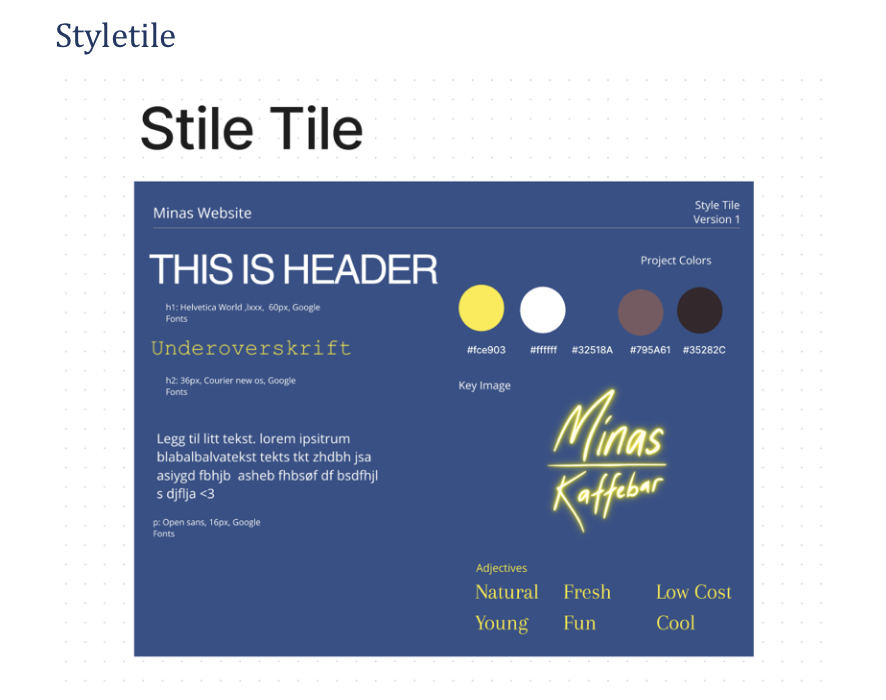 Styletile
Stile Tile
Minas Website
Style Tile
Version 1
THIS IS HEADER
h1: Helvetica World ,lxxx, 60px, Google
Fonts
Underoverskrift
h2: 36px, Courier new os, Google
Fonts
Legg til litt tekst. lorem ipsitrum
blabalbalvatekst tekts tkt zhdbh jsa
asiygd fbhjb asheb fhbsøf df bsdfhjl
s djflja <3
p: Open sans, 16px, Google
Fonts
Project Colors
#fce903 #ffffff #32518A #795A61 #35282C
Key Image
Minas
Kaffebar
Adjectives
Natural Fresh Low Cost
Young Fun Cool